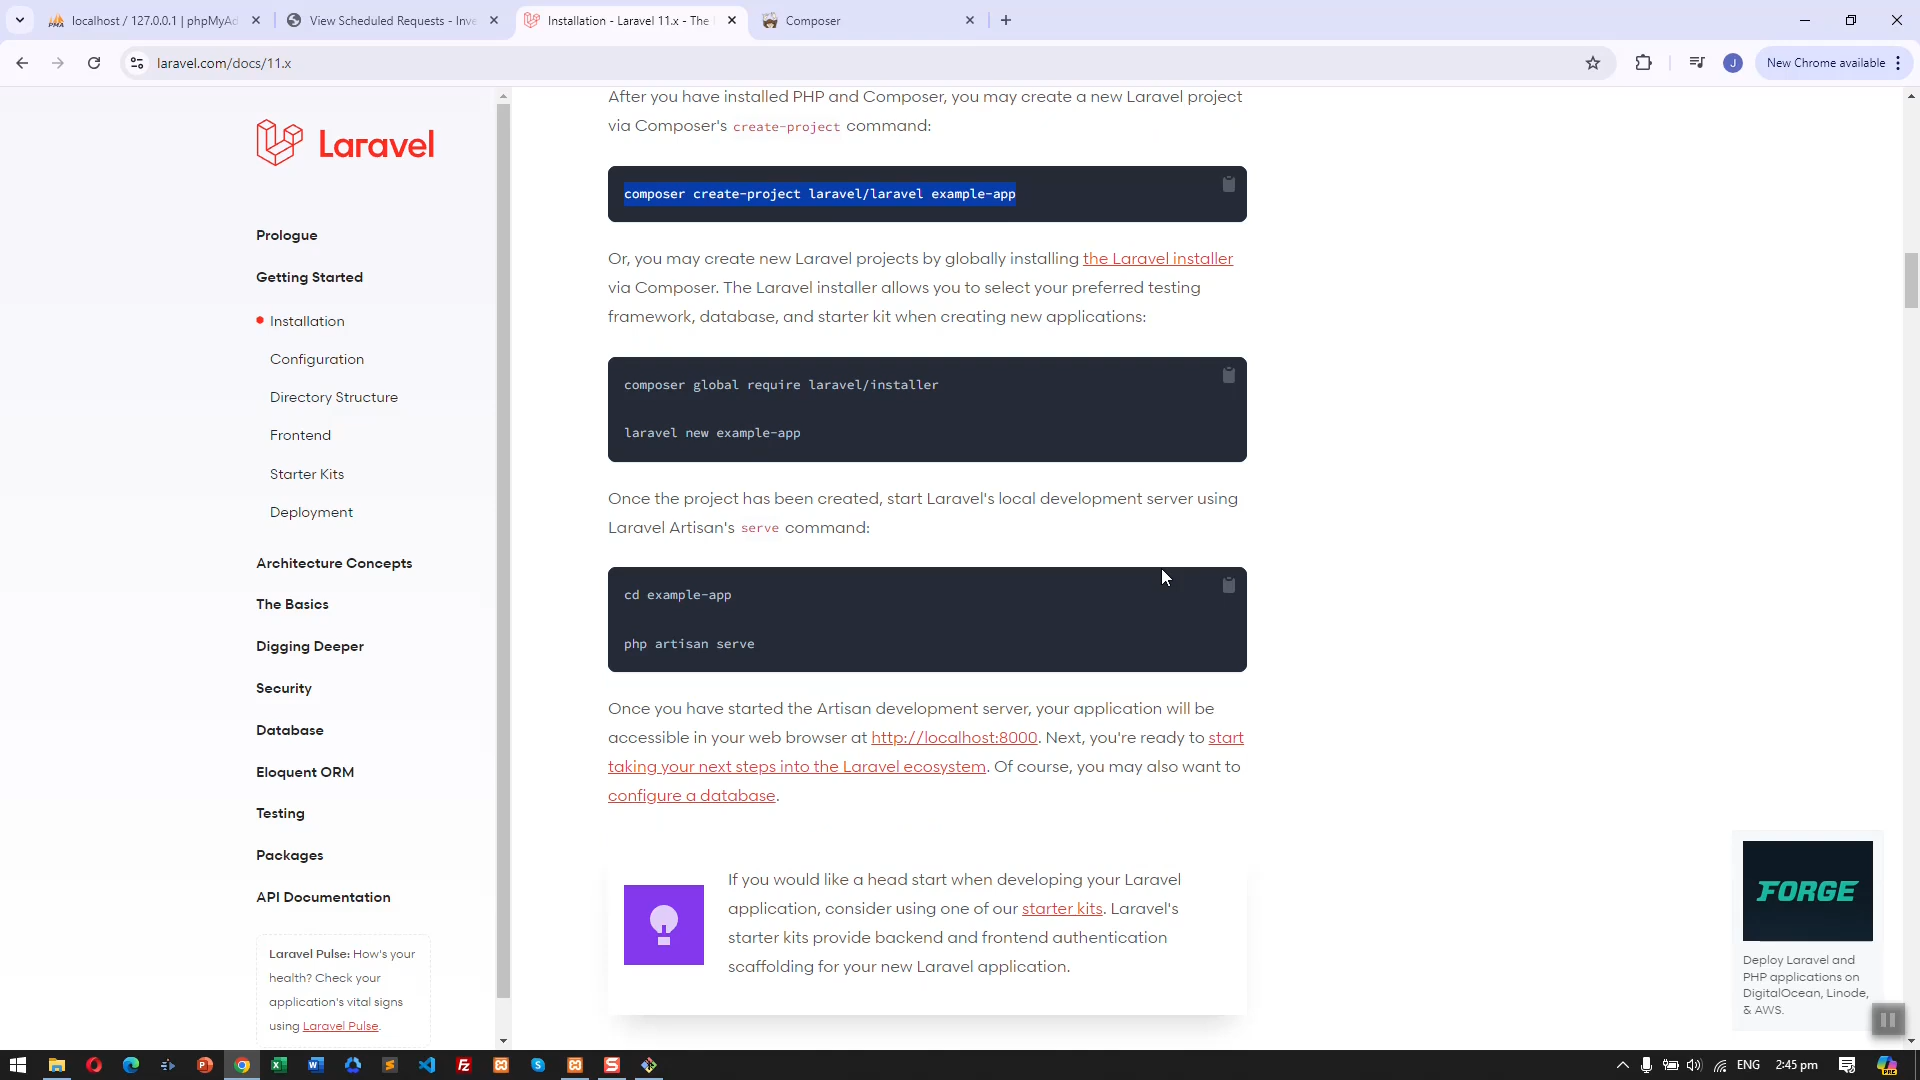 localhost / 127.0.0.1 | phpMyAd
View Scheduled Requests - Inve
Installation - Laravel 11.x - The
Composer
laravel.com/docs/11.x
J
New Chrome available
Laravel
Prologue
Getting Started
Installation
Configuration
Directory Structure
Frontend
Starter Kits
Deployment
Architecture Concepts
The Basics
Digging Deeper
Security
Database
Eloquent ORM
Testing
Packages
API Documentation
Laravel Pulse: How's your
health? Check your
application's vital signs
using Laravel Pulse.
After you have installed PHP and Composer, you may create a new Laravel project
via Composer's create-project command:
composer create-project laravel/laravel example-app
Or, you may create new Laravel projects by globally installing the Laravel installer
via Composer. The Laravel installer allows you to select your preferred testing
framework, database, and starter kit when creating new applications:
composer global require laravel/installer
laravel new example-app
Once the project has been created, start Laravel's local development server using
Laravel Artisan's serve command:
cd example-app
php artisan serve
Once you have started the Artisan development server, your application will be
accessible in your web browser at http://localhost:8000. Next, you're ready to start
taking your next steps into the Laravel ecosystem. Of course, you may also want to
configure a database.
If you would like a head start when developing your Laravel
application, consider using one of our starter kits. Laravel's
starter kits provide backend and frontend authentication
scaffolding for your new Laravel application.
FORGE
Deploy Laravel and
PHP applications on
DigitalOcean, Linode,
& AWS.
ENG
2:45 pm